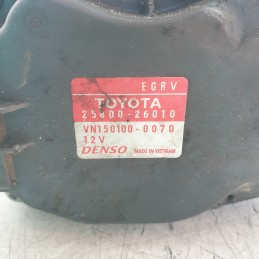 EGRV
TOYOTA
25800-26010
VN150100-0070
12V
DENSO MADE IN VIETNAM